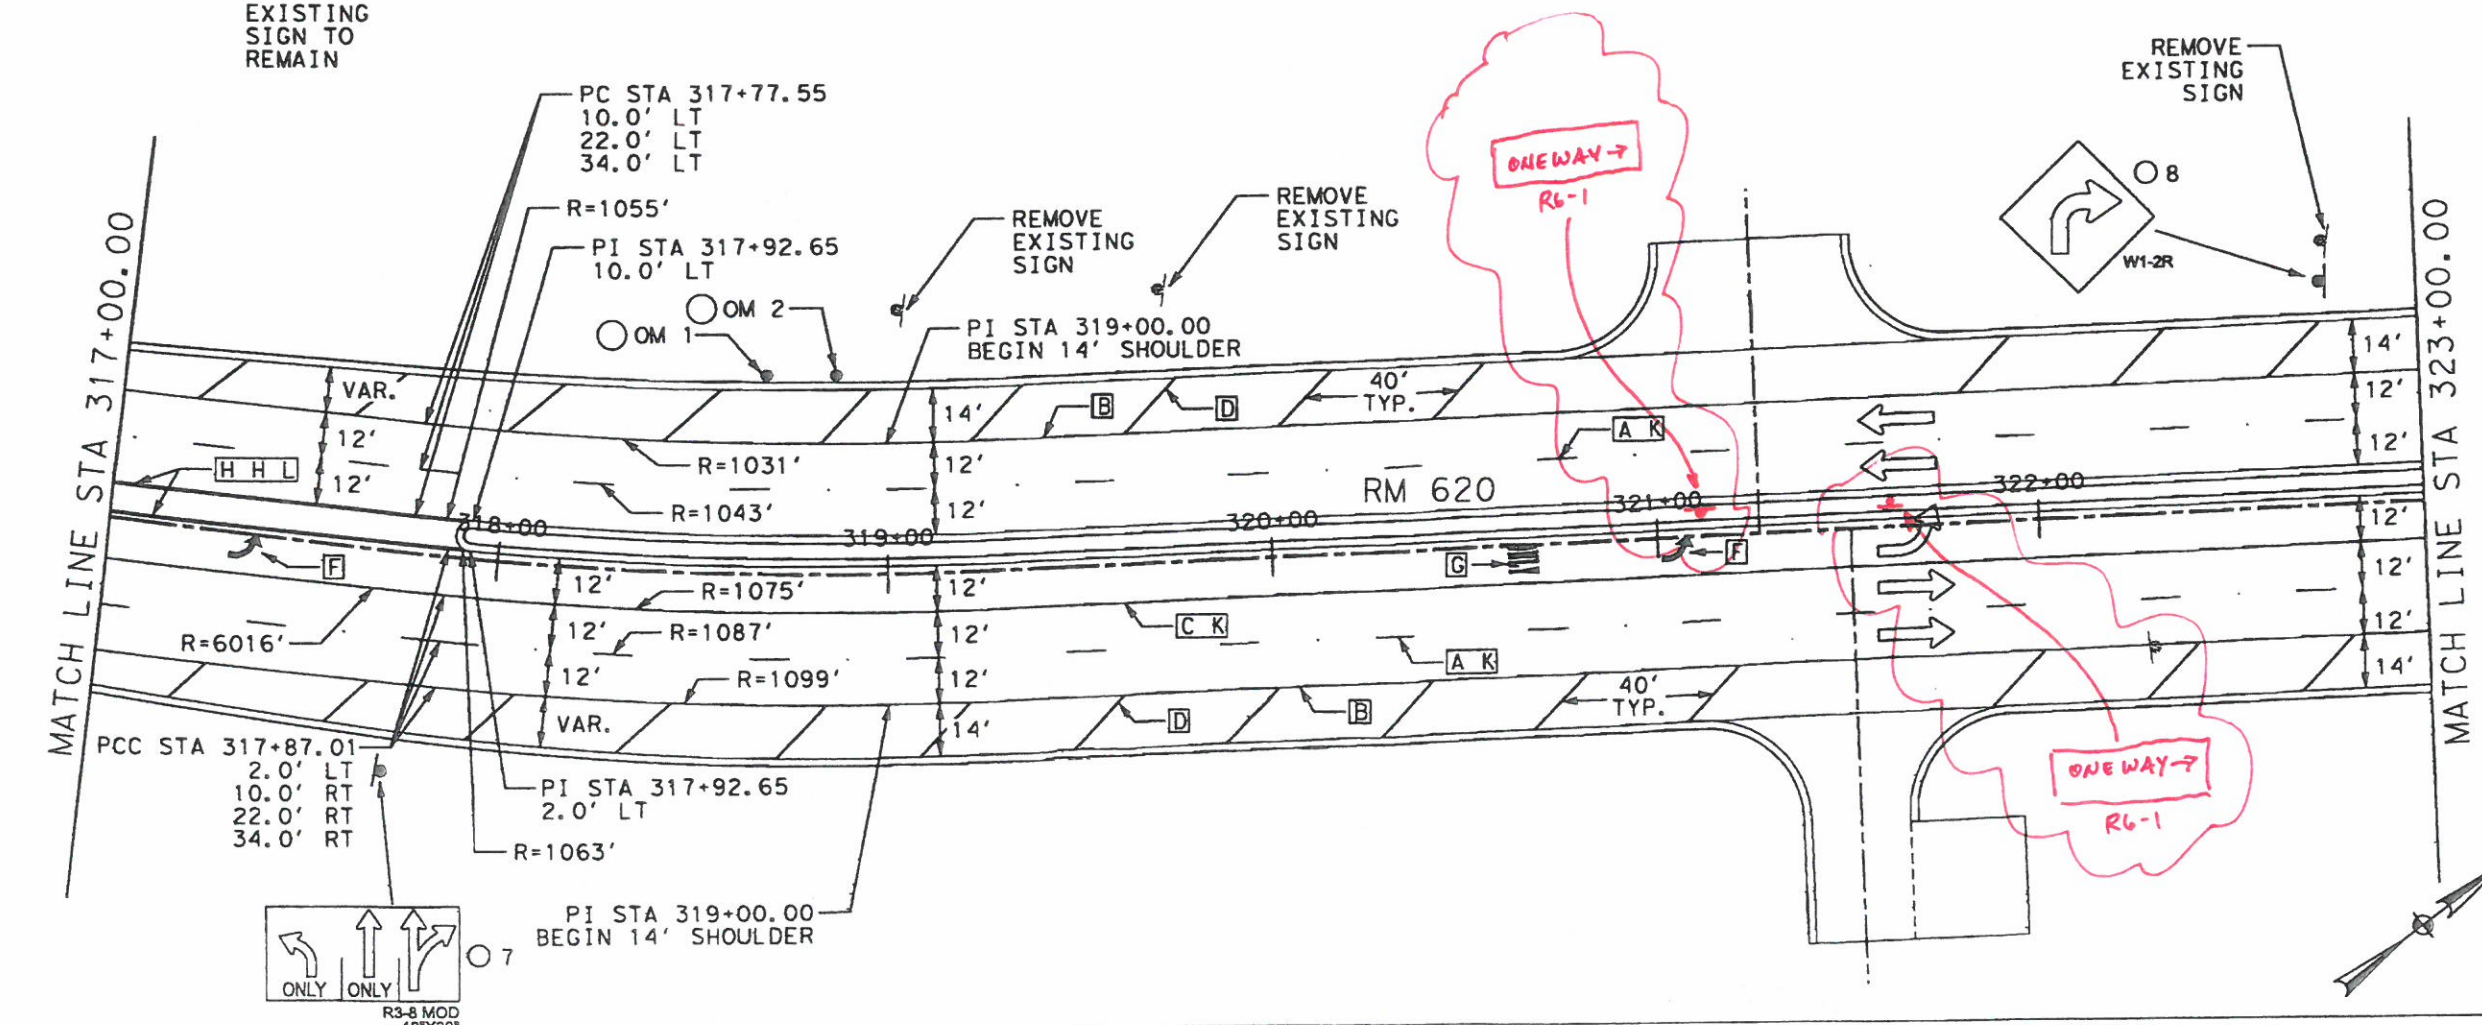 EXISTING
SIGN TO
REMAIN
PC STA 317+77.55
10.0' LT
22.0' LT
34.0' LT
R=1055'
PI STA 317+92.65
10.0' LT
OM 2
OM 1
REMOVE
EXISTING
SIGN
REMOVE
EXISTING
SIGN
PI STA 319+00.00
BEGIN 14' SHOULDER
ONE WAY →
R6-1
REMOVE
EXISTING
SIGN
8
W1-2R
MATCH LINE STA 317+00.00
MATCH LINE STA 323+00.00
VAR.
12'
12'
H H L
14'
12'
12'
B
D
40'
TYP.
A K
R=1031'
R=1043'
RM 620
14'
12'
12'
318+00
319+00
320+00
321+00
322+00
F
G
F
12'
12'
12'
14'
R=6016'
12'
12'
12'
VAR.
R=1075'
R=1087'
R=1099'
12'
12'
12'
14'
C K
A K
D
B
40'
TYP.
PCC STA 317+87.01
2.0' LT
10.0' RT
22.0' RT
34.0' RT
PI STA 317+92.65
2.0' LT
R=1063'
PI STA 319+00.00
BEGIN 14' SHOULDER
ONE WAY →
R6-1
ONLY ONLY
7
R3-8 MOD